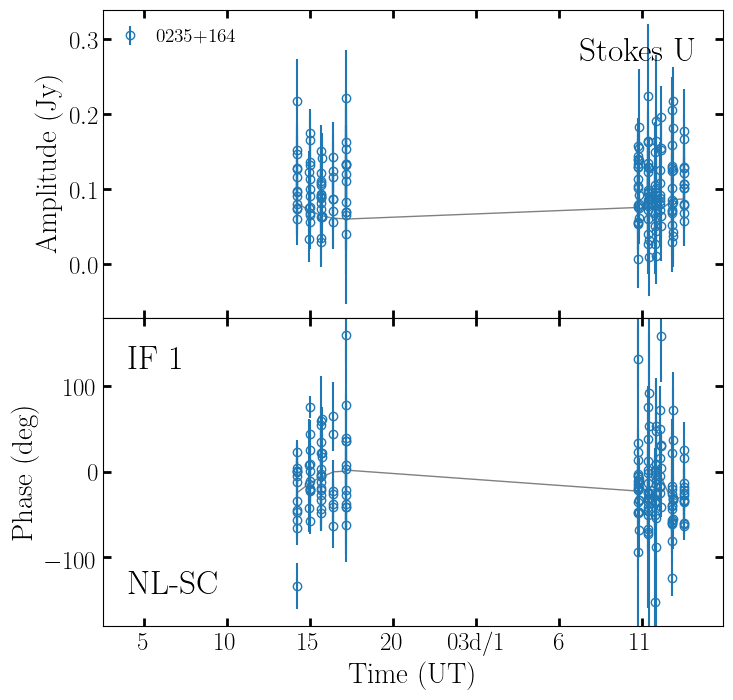 0235+164
Stokes U
Amplitude (Jy)
0.3
0.2
0.1
0.0
IF 1
Phase (deg)
100
0
−100
NL-SC
5 10 15 20 03d/1 6 11
Time (UT)